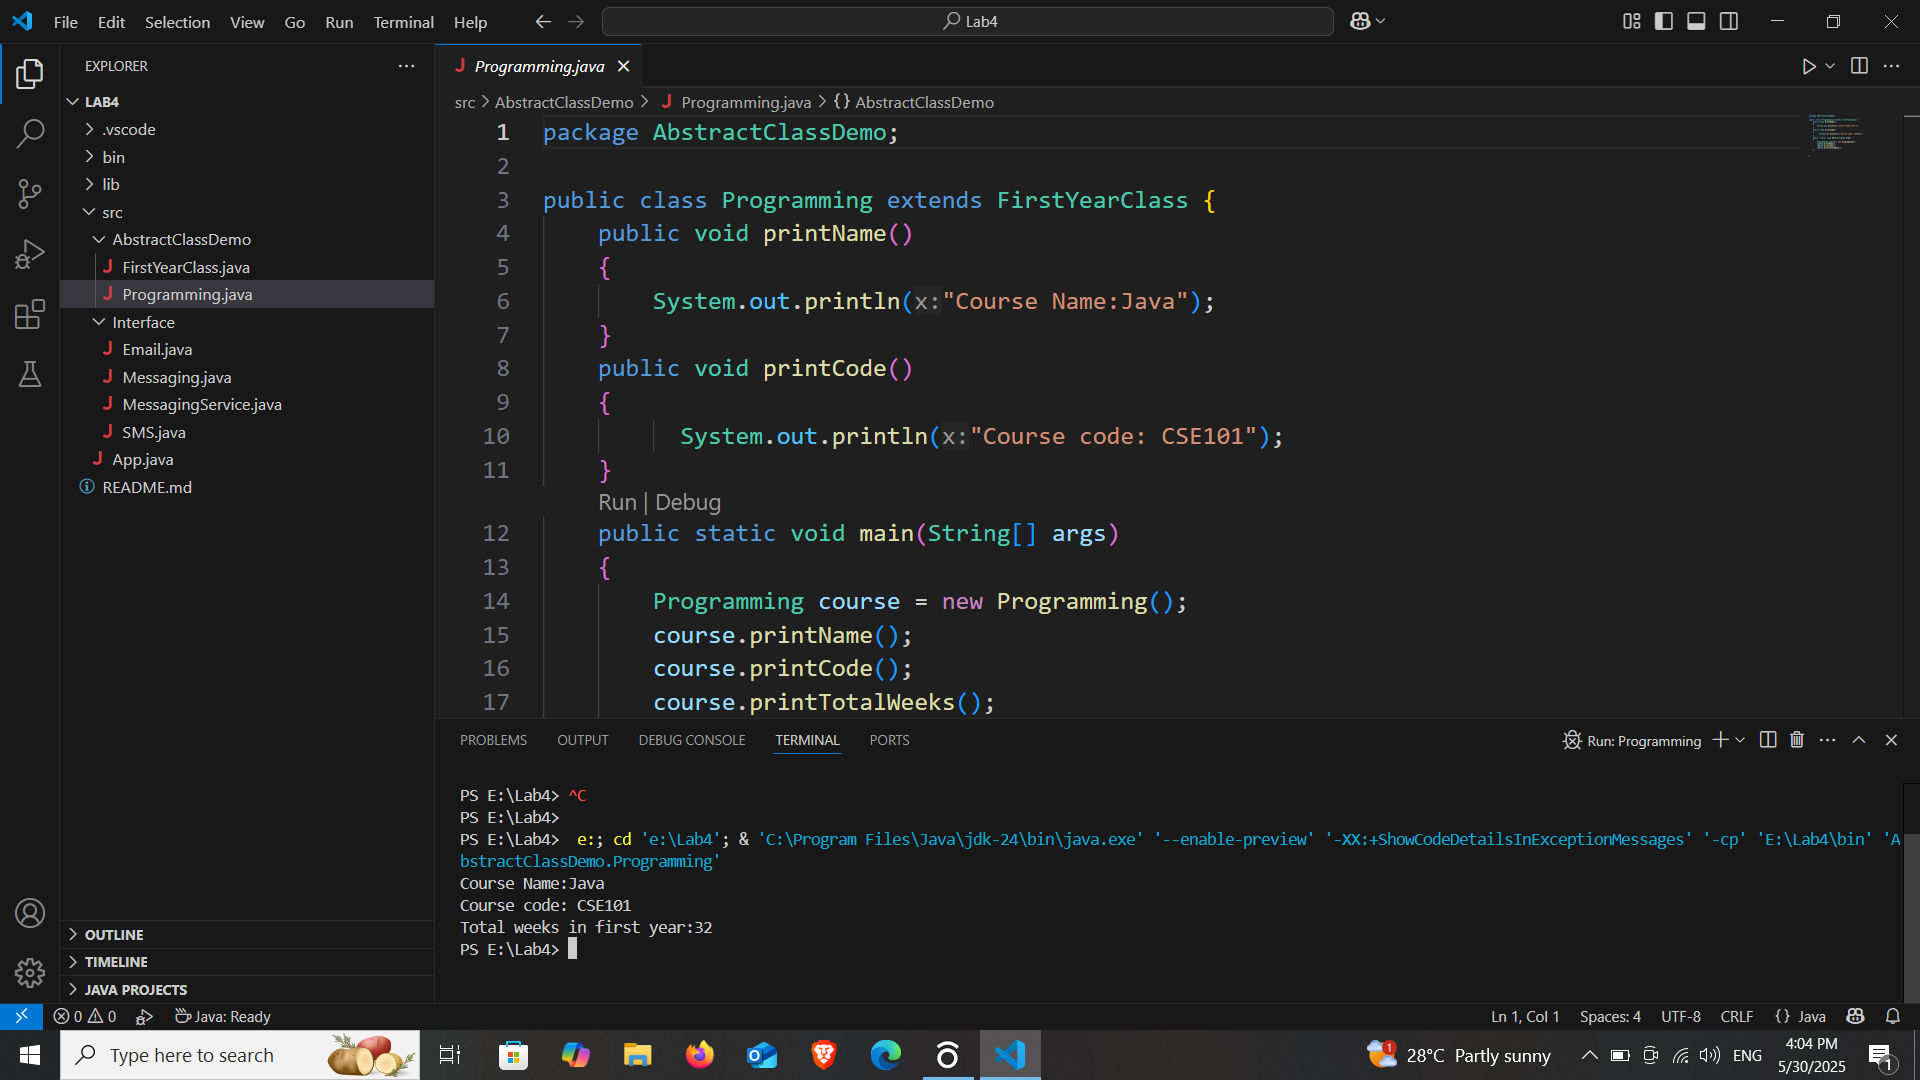 File Edit Selection View Go Run Terminal Help
Lab4
EXPLORER
LAB4
.vscode
bin
lib
src
AbstractClassDemo
FirstYearClass.java
Programming.java
Interface
Email.java
Messaging.java
MessagingService.java
SMS.java
App.java
README.md
OUTLINE
TIMELINE
JAVA PROJECTS
Programming.java
src > AbstractClassDemo > Programming.java > {} AbstractClassDemo
1 package AbstractClassDemo;
2
3 public class Programming extends FirstYearClass {
4 public void printName()
5 {
6 System.out.println(x:"Course Name:Java");
7 }
8 public void printCode()
9 {
10 System.out.println(x:"Course code: CSE101");
11 }
Run | Debug
12 public static void main(String[] args)
13 {
14 Programming course = new Programming();
15 course.printName();
16 course.printCode();
17 course.printTotalWeeks();
PROBLEMS OUTPUT DEBUG CONSOLE TERMINAL PORTS
Run: Programming
PS E:\Lab4> ^C
PS E:\Lab4>
PS E:\Lab4>  e:; cd 'e:\Lab4'; & 'C:\Program Files\Java\jdk-24\bin\java.exe' '--enable-preview' '-XX:+ShowCodeDetailsInExceptionMessages' '-cp' 'E:\Lab4\bin' 'A
bstractClassDemo.Programming'
Course Name:Java
Course code: CSE101
Total weeks in first year:32
PS E:\Lab4>
0 0 Java: Ready
Ln 1, Col 1 Spaces: 4 UTF-8 CRLF {} Java
Type here to search
1 28°C Partly sunny
ENG
4:04 PM
5/30/2025
1